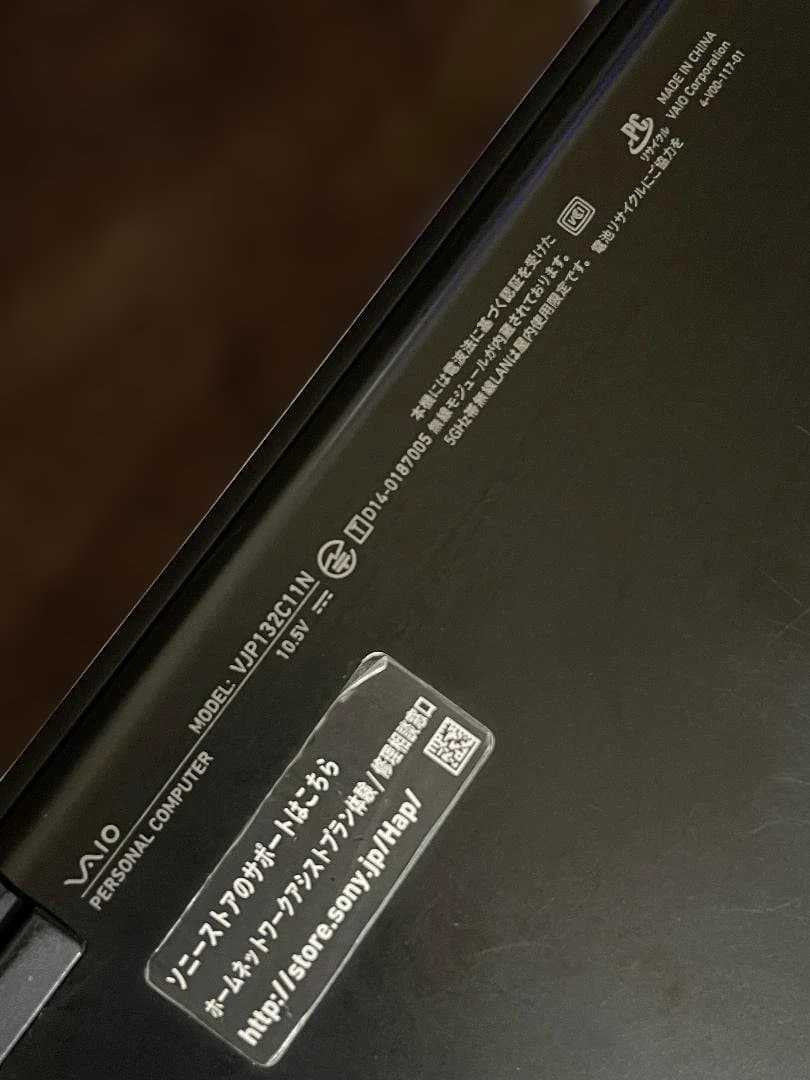 VAIO
PERSONAL COMPUTER
MODEL: VJP132C11N
10.5V
T D14-0187005
本機には電波法に基づく認証を受けた
無線モジュールが内蔵されております。
5GHz帯無線LANは屋内使用限定です。
電池リサイクルにご協力を
PC
リサイクル
MADE IN CHINA
VAIO Corporation
4-V00-117-01
ソニーストアのサポートはこちら
ホームネットワークアシストプラン体験 / 修理相談窓口
http://store.sony.jp/Hap/